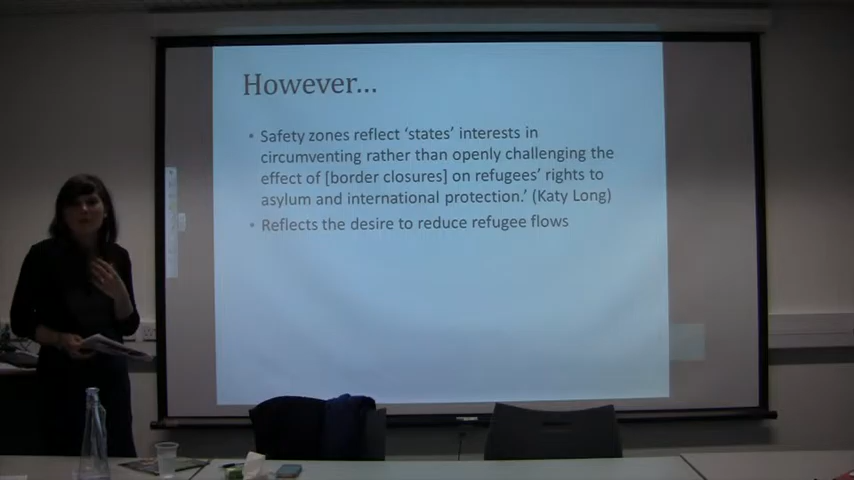 However...
• Safety zones reflect ‘states’ interests in
circumventing rather than openly challenging the
effect of [border closures] on refugees’ rights to
asylum and international protection.’ (Katy Long)
• Reflects the desire to reduce refugee flows